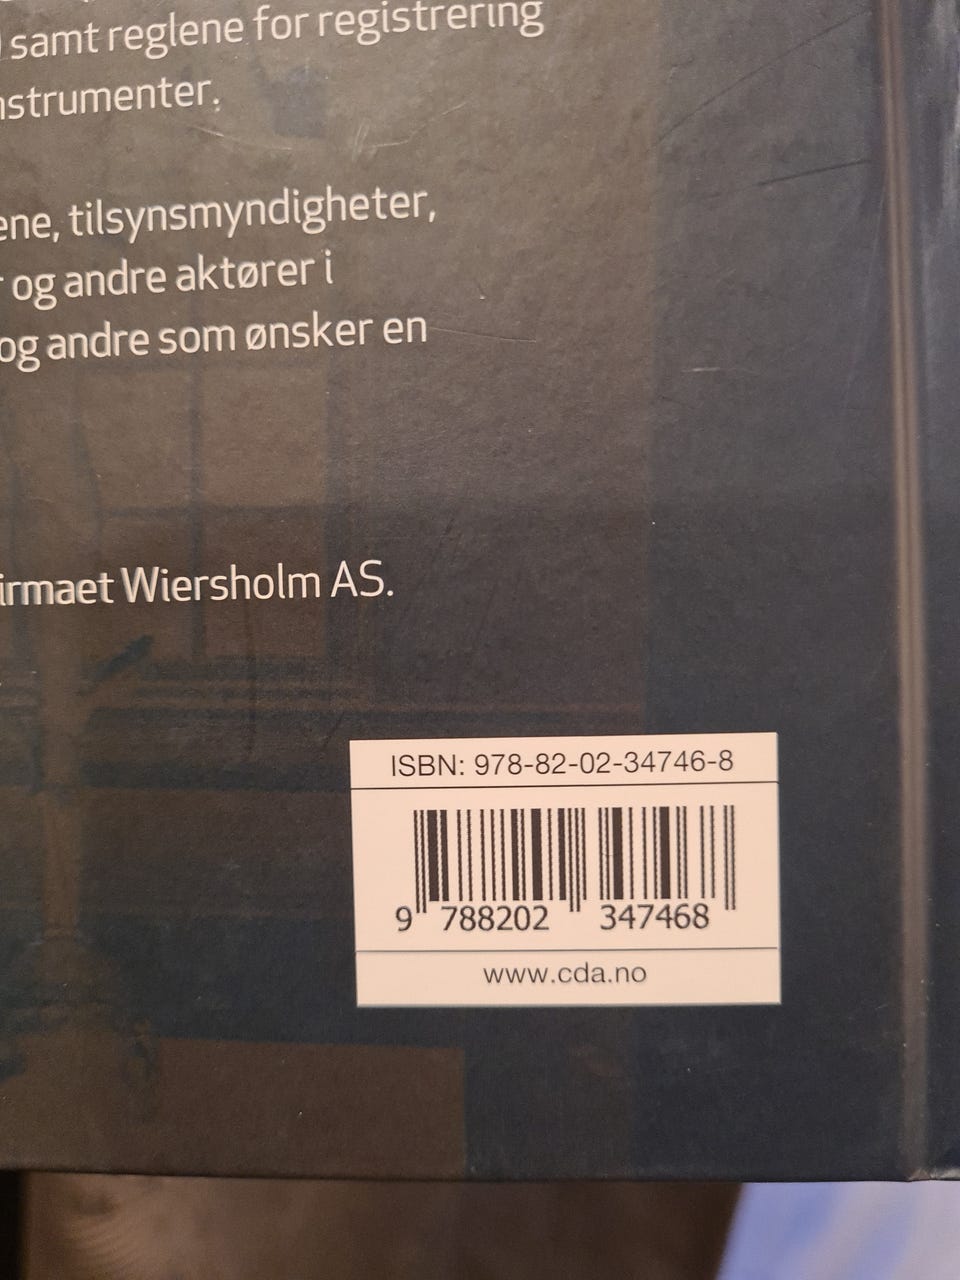 samt reglene for registrering
nstrumenter.
ene, tilsynsmyndigheter,
og andre aktører i
og andre som ønsker en
irmaet Wiersholm AS.
ISBN: 978-82-02-34746-8
9 788202 347468
www.cda.no